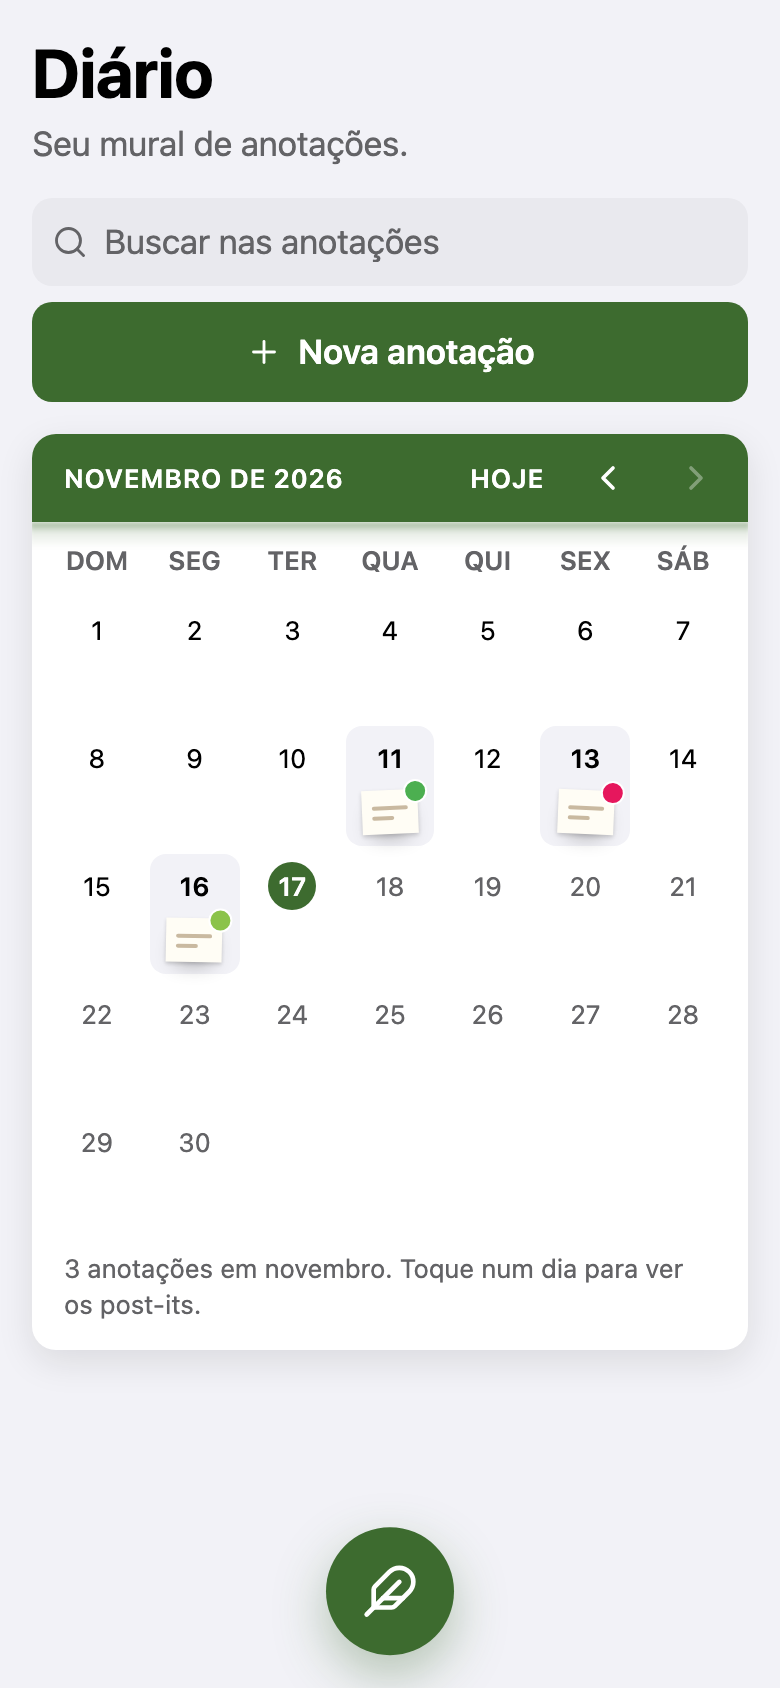 Diário
Seu mural de anotações.
Buscar nas anotações
Nova anotação
NOVEMBRO DE 2026 HOJE
DOM SEG TER QUA QUI SEX SÁB
1 2 3 4 5 6 7
8 9 10 11 12 13 14
15 16 17 18 19 20 21
22 23 24 25 26 27 28
29 30
3 anotações em novembro. Toque num dia para ver
os post-its.